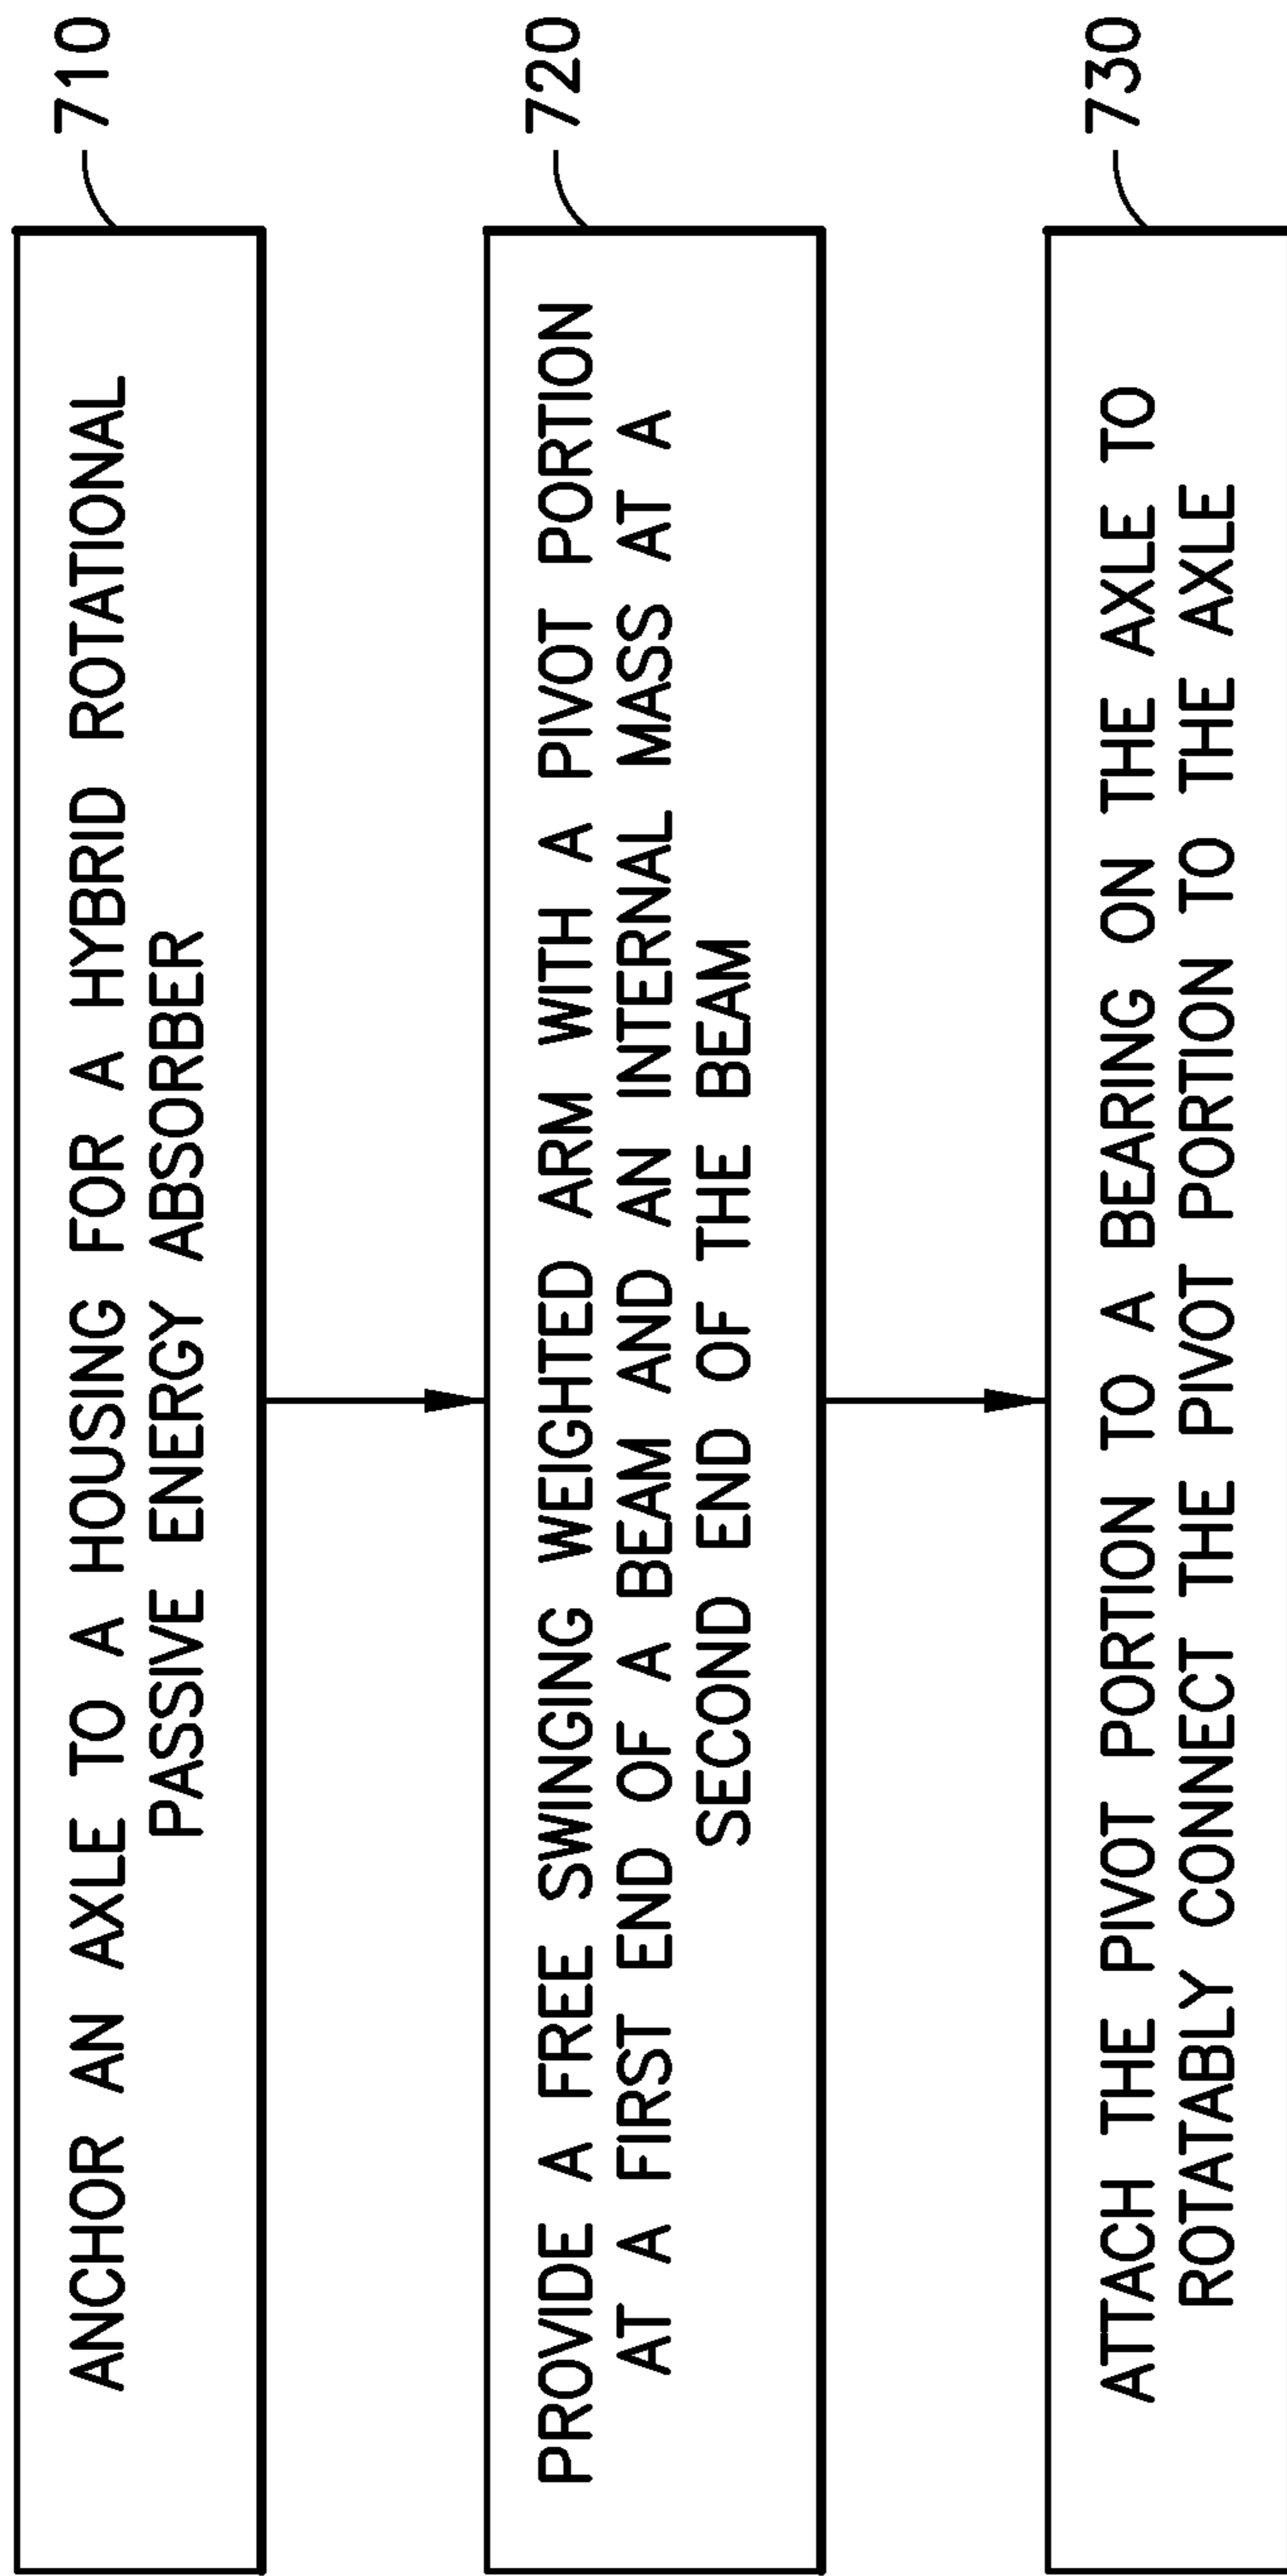 ANCHOR AN AXLE TO A HOUSING FOR A HYBRID ROTATIONAL
PASSIVE ENERGY ABSORBER
710
PROVIDE A FREE SWINGING WEIGHTED ARM WITH A PIVOT PORTION
AT A FIRST END OF A BEAM AND AN INTERNAL MASS AT A
SECOND END OF THE BEAM
720
ATTACH THE PIVOT PORTION TO A BEARING ON THE AXLE TO
ROTATABLY CONNECT THE PIVOT PORTION TO THE AXLE
730